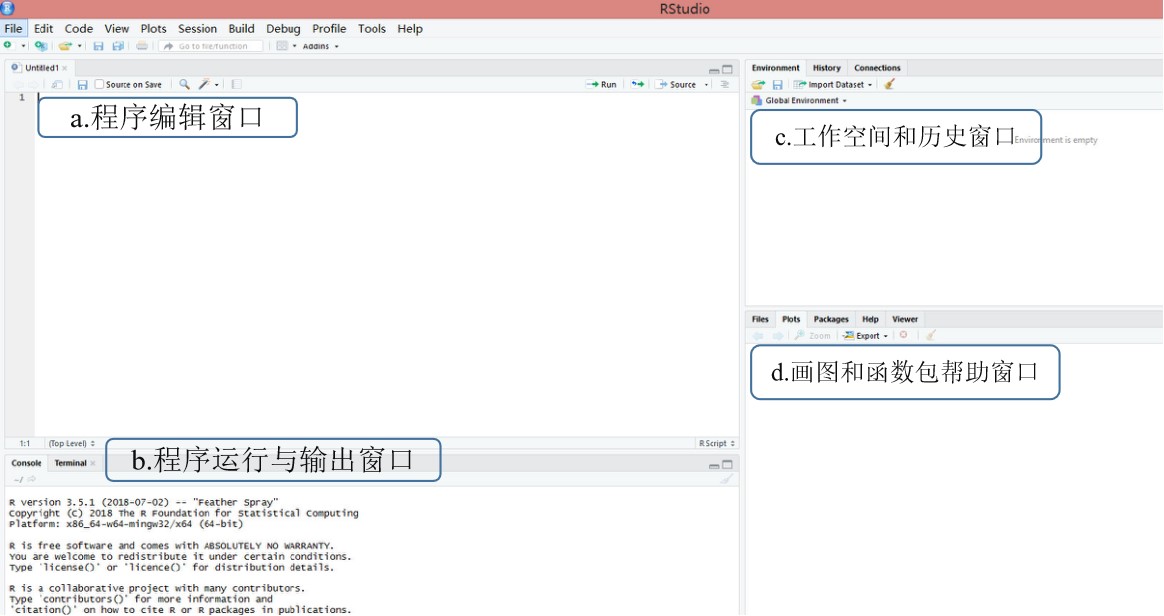 RStudio
File Edit Code View Plots Session Build Debug Profile Tools Help
Go to file/function Addins
Untitled1
Source on Save Run Source
1
a.程序编辑窗口
1:1 (Top Level) R Script
b.程序运行与输出窗口
Console Terminal
~/
R version 3.5.1 (2018-07-02) -- "Feather Spray"
Copyright (C) 2018 The R Foundation for Statistical Computing
Platform: x86_64-w64-mingw32/x64 (64-bit)
R is free software and comes with ABSOLUTELY NO WARRANTY.
You are welcome to redistribute it under certain conditions.
Type 'license()' or 'licence()' for distribution details.
R is a collaborative project with many contributors.
Type 'contributors()' for more information and
'citation()' on how to cite R or R packages in publications.
Environment History Connections
Import Dataset
Global Environment
c.工作空间和历史窗口
Environment is empty
Files Plots Packages Help Viewer
Zoom Export
d.画图和函数包帮助窗口